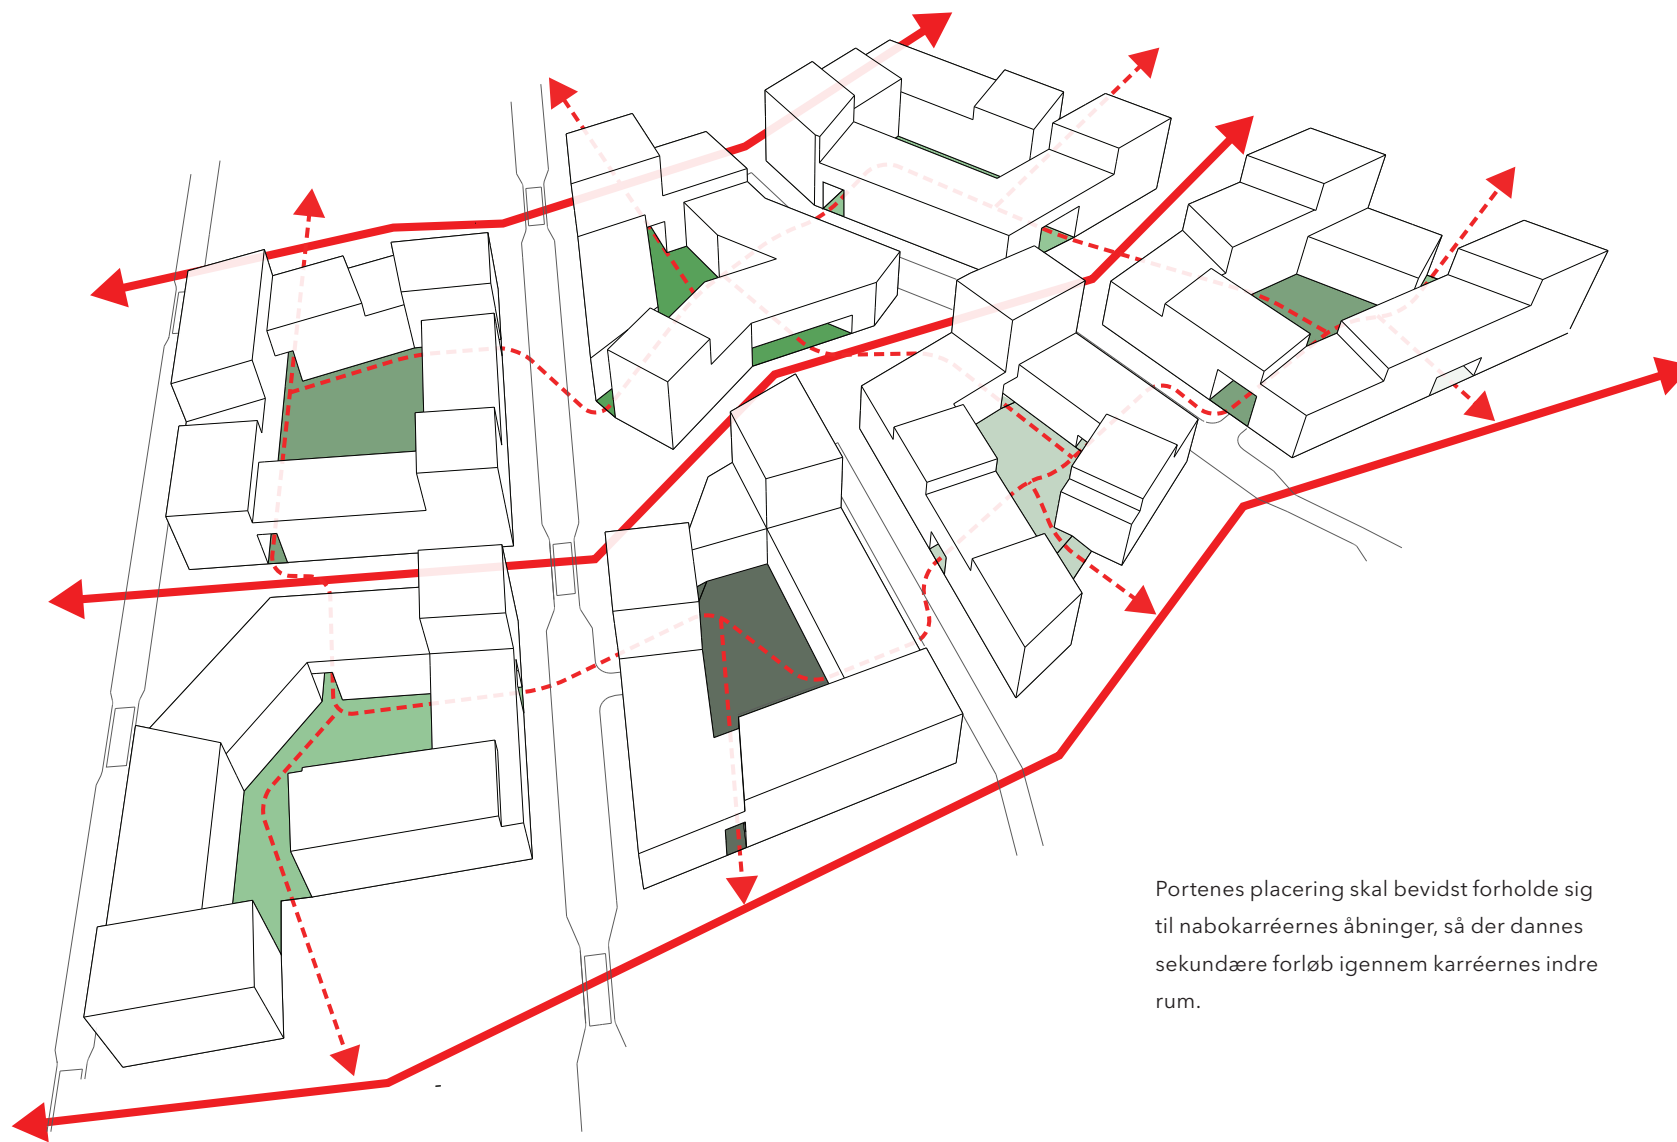 Portenes placering skal bevidst forholde sig
til nabokarréernes åbninger, så der dannes
sekundære forløb igennem karréernes indre
rum.